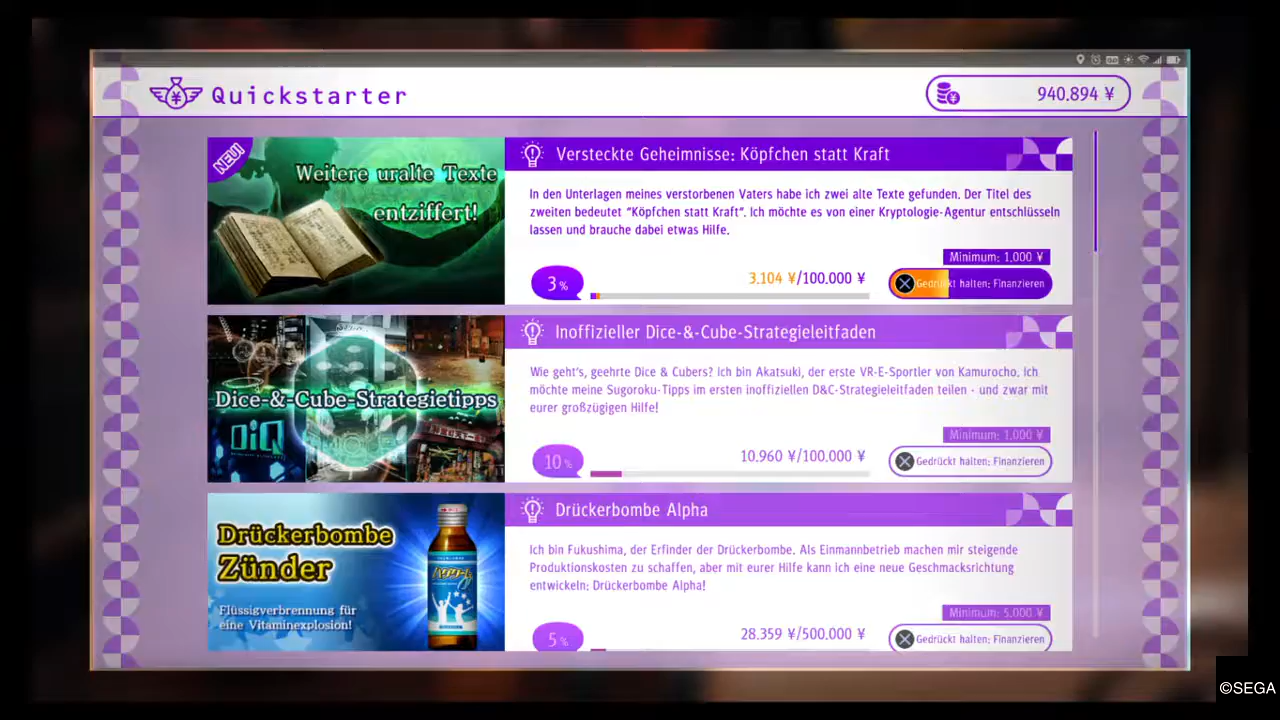 Quickstarter
940.894 ¥
NEU!
Weitere uralte Texte
entziffert!
Versteckte Geheimnisse: Köpfchen statt Kraft
In den Unterlagen meines verstorbenen Vaters habe ich zwei alte Texte gefunden. Der Titel des
zweiten bedeutet "Köpfchen statt Kraft". Ich möchte es von einer Kryptologie-Agentur entschlüsseln
lassen und brauche dabei etwas Hilfe.
Minimum: 1,000 ¥
3 %
3.104 ¥/100.000 ¥
Gedrückt halten: Finanzieren
Dice-&-Cube-Strategietipps
Inoffizieller Dice-&-Cube-Strategieleitfaden
Wie geht's, geehrte Dice & Cubers? Ich bin Akatsuki, der erste VR-E-Sportler von Kamurocho. Ich
möchte meine Sugoroku-Tipps im ersten inoffiziellen D&C-Strategieleitfaden teilen - und zwar mit
eurer großzügigen Hilfe!
Minimum: 1,000 ¥
10 %
10.960 ¥/100.000 ¥
Gedrückt halten: Finanzieren
Drückerbombe
Zünder
Flüssigverbrennung für
eine Vitaminexplosion!
Drückerbombe Alpha
Ich bin Fukushima, der Erfinder der Drückerbombe. Als Einmannbetrieb machen mir steigende
Produktionskosten zu schaffen, aber mit eurer Hilfe kann ich eine neue Geschmacksrichtung
entwickeln: Drückerbombe Alpha!
Minimum: 5,000 ¥
5 %
28.359 ¥/500.000 ¥
Gedrückt halten: Finanzieren
©SEGA